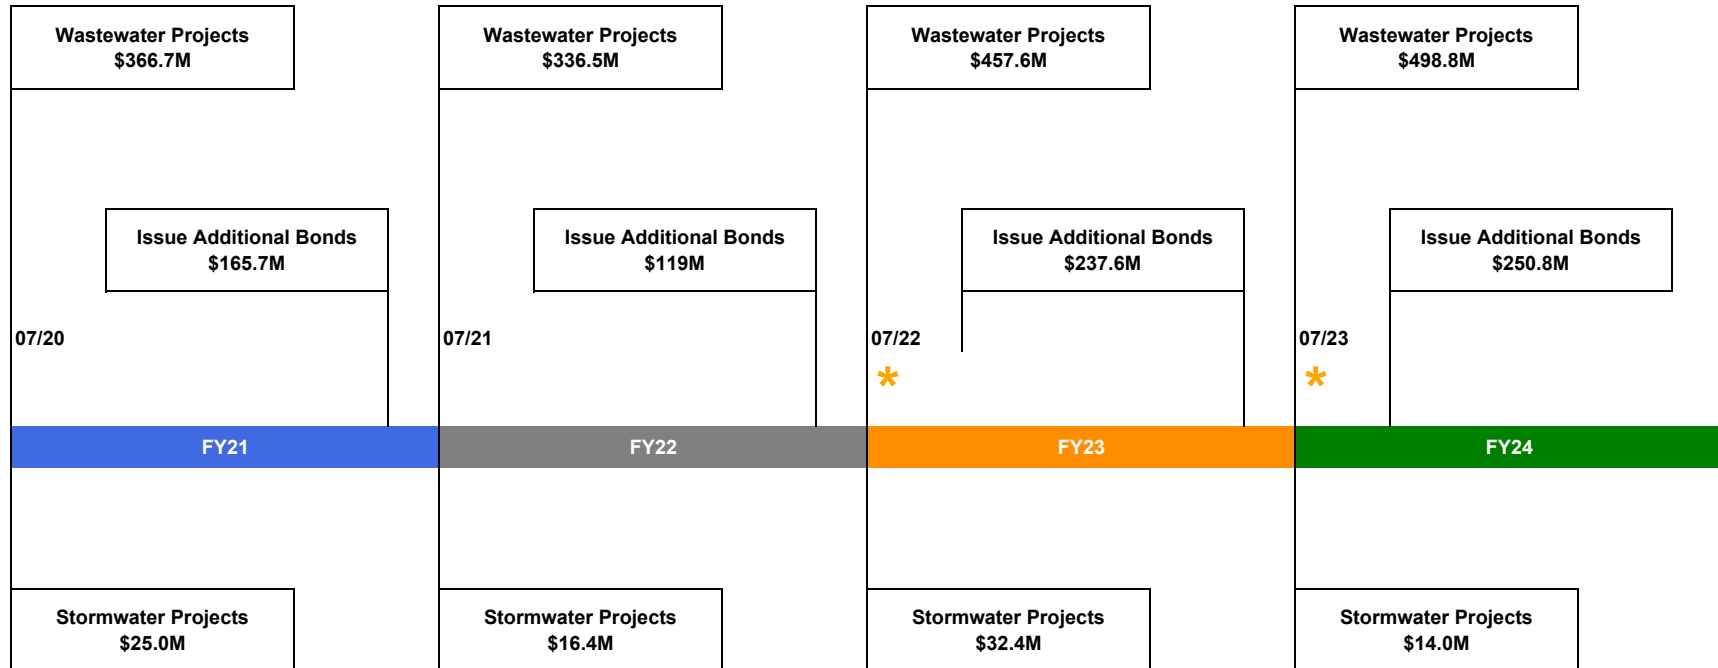 Wastewater Projects
$366.7M
Wastewater Projects
$336.5M
Wastewater Projects
$457.6M
Wastewater Projects
$498.8M
Issue Additional Bonds
$165.7M
Issue Additional Bonds
$119M
Issue Additional Bonds
$237.6M
Issue Additional Bonds
$250.8M
07/20
07/21
07/22
07/23
*
*
FY21
FY22
FY23
FY24
Stormwater Projects
$25.0M
Stormwater Projects
$16.4M
Stormwater Projects
$32.4M
Stormwater Projects
$14.0M